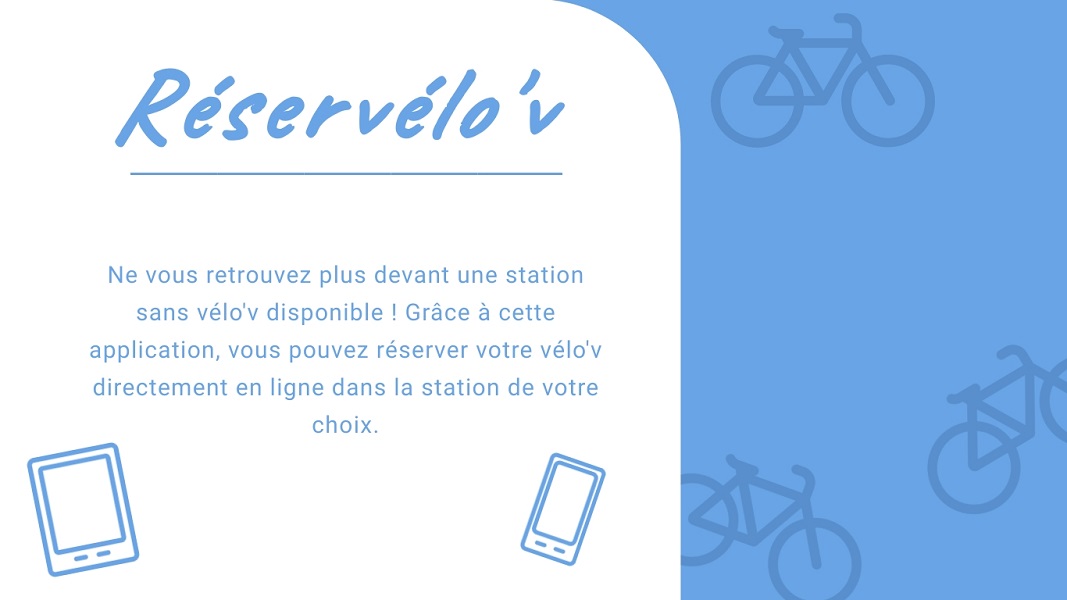 Réservélo'v
Ne vous retrouvez plus devant une station
sans vélo'v disponible ! Grâce à cette
application, vous pouvez réserver votre vélo'v
directement en ligne dans la station de votre
choix.